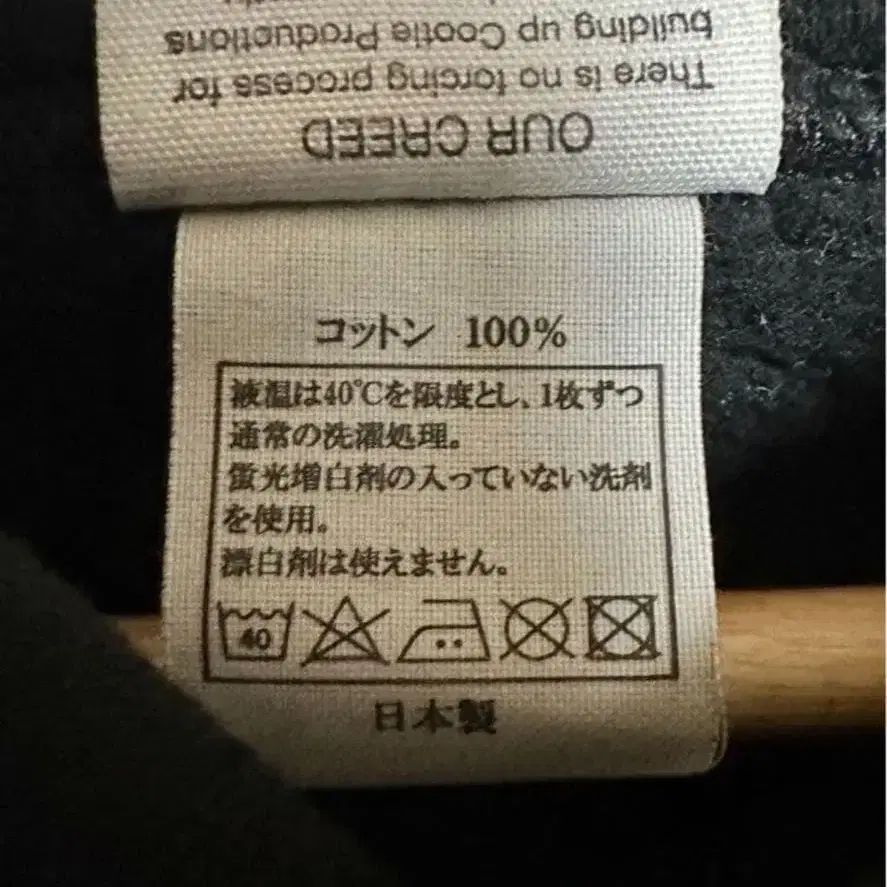 OUR CREED
There is no forcing process for
building up Cootie Productions
コットン 100%
液温は40℃を限度とし、1枚ずつ
通常の洗濯処理。
蛍光増白剤の入っていない洗剤
を使用。
漂白剤は使えません。
40
日本製